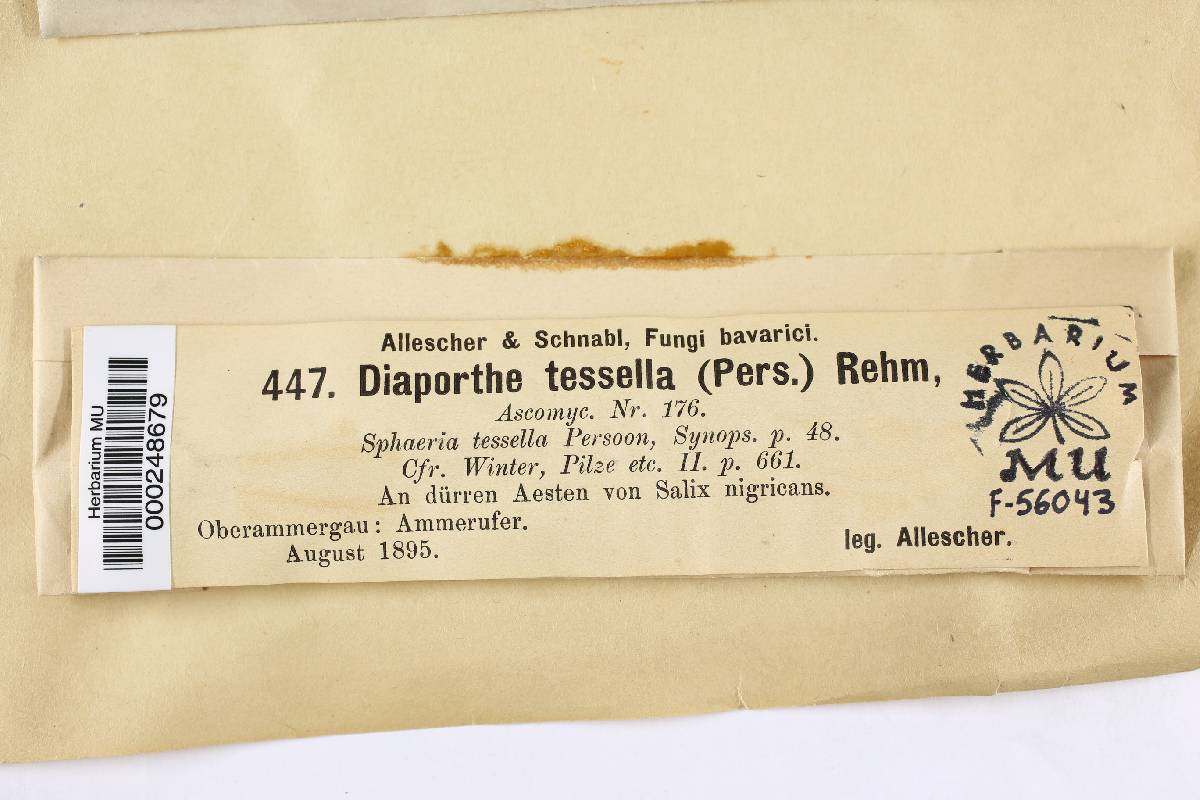 Allescher & Schnabl, Fungi bavarici.
447. Diaporthe tessella (Pers.) Rehm,
Ascomyc. Nr. 176.
Sphaeria tessella Persoon, Synops. p. 48.
Cfr. Winter, Pilze etc. II. p. 661.
An dürren Aesten von Salix nigricans.
Oberammergau: Ammerufer.
August 1895.
leg. Allescher.
Herbarium MU
000248679
HERBARIUM
MU
F-56043